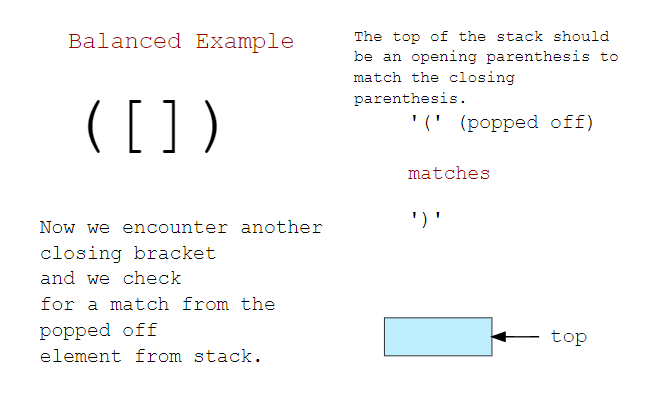 Balanced Example
([])
Now we encounter another
closing bracket
and we check
for a match from the
popped off
element from stack.
The top of the stack should
be an opening parenthesis to
match the closing
parenthesis.
'(' (popped off)
matches
')'
top